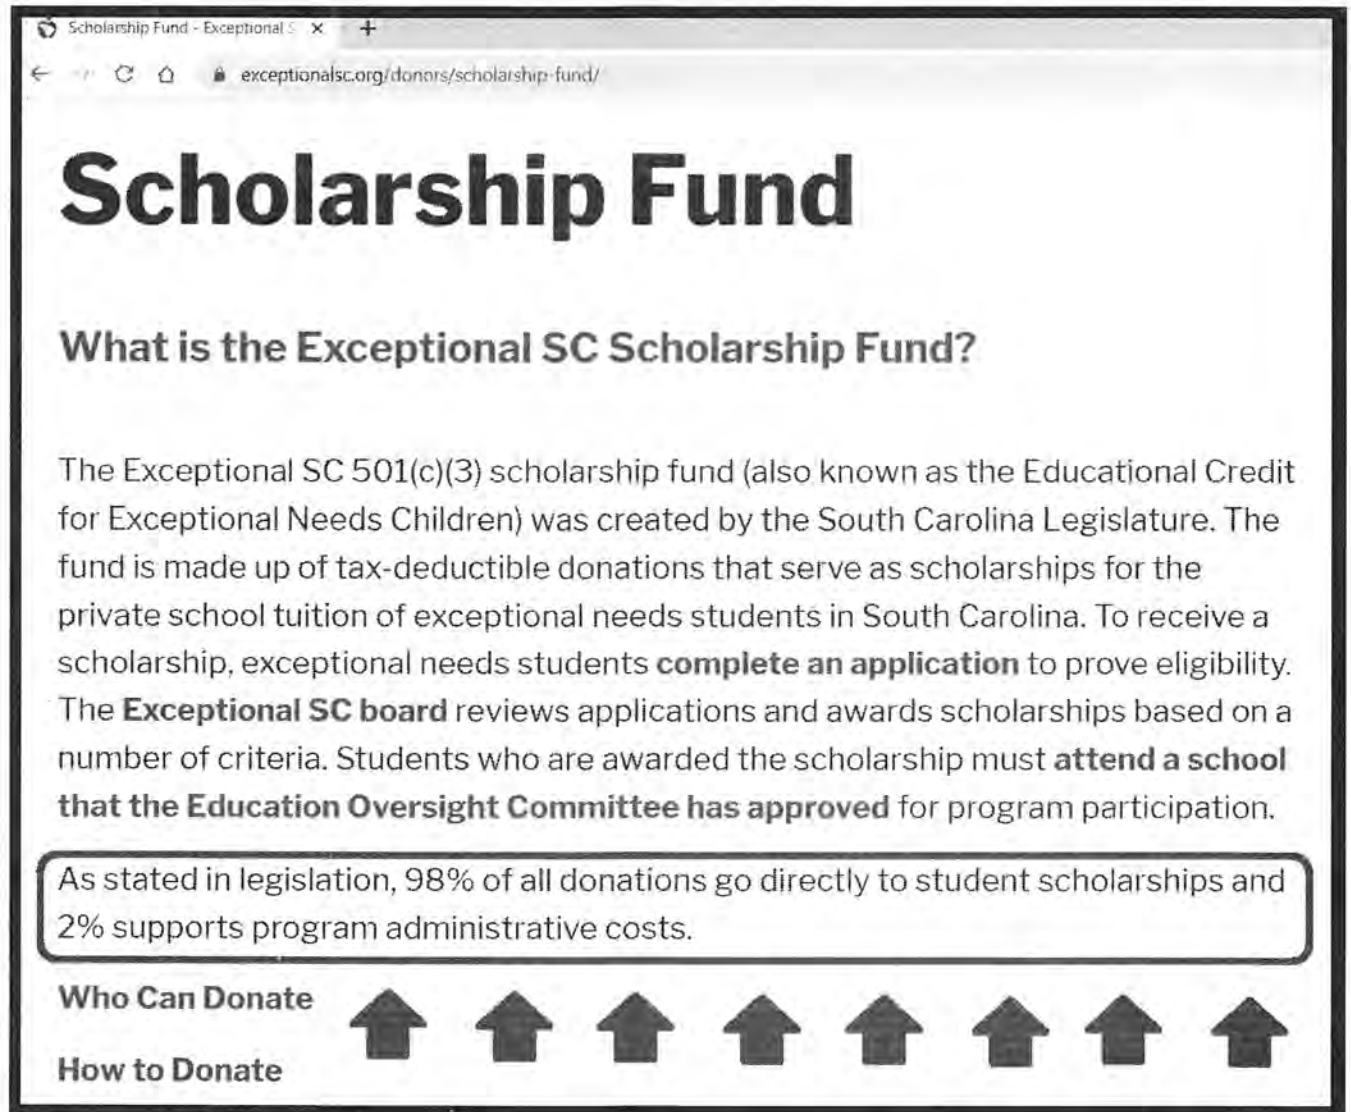 Scholarship Fund - Exceptional S
exceptionalsc.org/donors/scholarship-fund/
Scholarship Fund
What is the Exceptional SC Scholarship Fund?
The Exceptional SC 501(c)(3) scholarship fund (also known as the Educational Credit
for Exceptional Needs Children) was created by the South Carolina Legislature. The
fund is made up of tax-deductible donations that serve as scholarships for the
private school tuition of exceptional needs students in South Carolina. To receive a
scholarship, exceptional needs students complete an application to prove eligibility.
The Exceptional SC board reviews applications and awards scholarships based on a
number of criteria. Students who are awarded the scholarship must attend a school
that the Education Oversight Committee has approved for program participation.
As stated in legislation, 98% of all donations go directly to student scholarships and
2% supports program administrative costs.
Who Can Donate
How to Donate